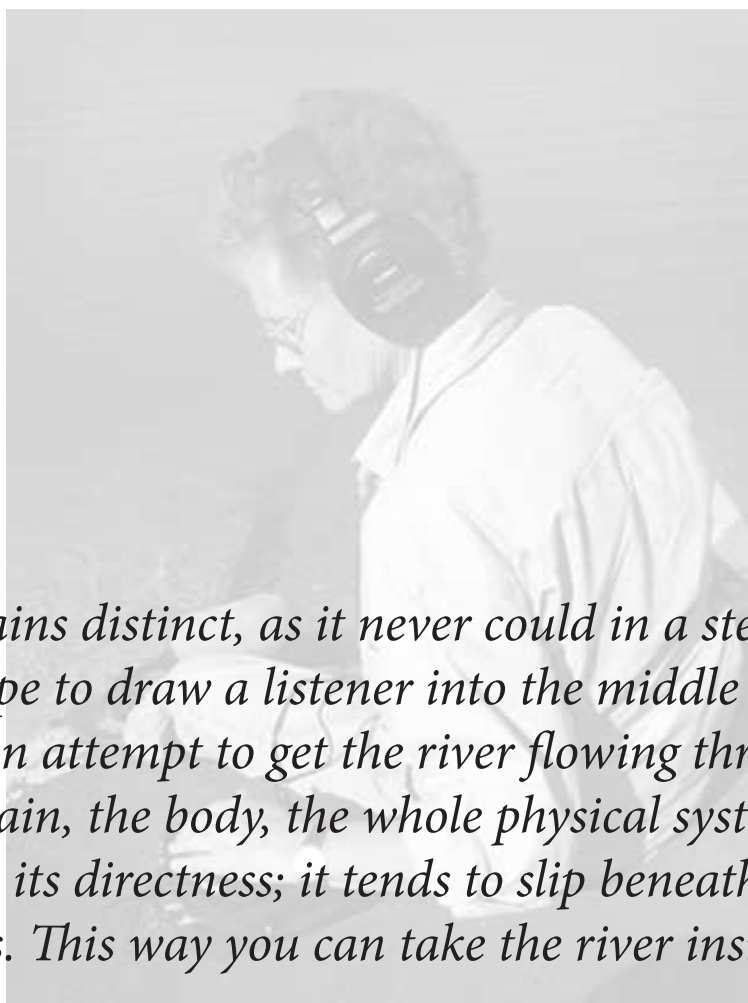 ains distinct, as it never could in a ste
pe to draw a listener into the middle
n attempt to get the river flowing thr
ain, the body, the whole physical syst
its directness; it tends to slip beneath
s. This way you can take the river ins